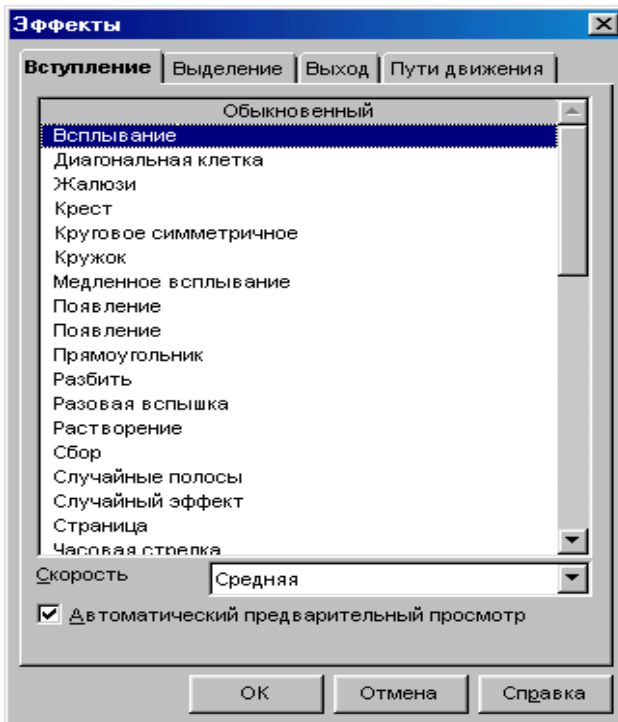 Эффекты
Вступление Выделение Выход Пути движения
Обыкновенный
Всплывание
Диагональная клетка
Жалюзи
Крест
Круговое симметричное
Кружок
Медленное всплывание
Появление
Появление
Прямоугольник
Разбить
Разовая вспышка
Растворение
Сбор
Случайные полосы
Случайный эффект
Страница
Часовая стрелка
Скорость Средняя
Автоматический предварительный просмотр
ОК Отмена Справка